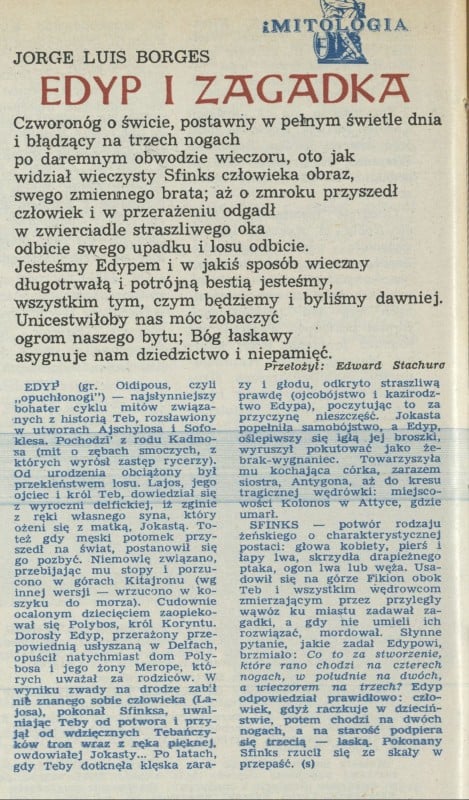 iMITOLOGIA
JORGE LUIS BORGES
EDYP I ZAGADKA
Czworonóg o świcie, postawny w pełnym świetle dnia
i błądzący na trzech nogach
po daremnym obwodzie wieczoru, oto jak
widział wieczysty Sfinks człowieka obraz,
swego zmiennego brata; aż o zmroku przyszedł
człowiek i w przerażeniu odgadł
w zwierciadle straszliwego oka
odbicie swego upadku i losu odbicie.
Jesteśmy Edypem i w jakiś sposób wieczny
długotrwałą i potrójną bestią jesteśmy,
wszystkim tym, czym będziemy i byliśmy dawniej.
Unicestwiłoby nas móc zobaczyć
ogrom naszego bytu; Bóg łaskawy
asygnuje nam dziedzictwo i niepamięć.
Przełożył: Edward Stachura
EDYP (gr. Oidipous, czyli
„opuchłonogi”) — najsłynniejszy
bohater cyklu mitów związa-
nych z historią Teb, rozsławiony
w utworach Ajschylosa i Sofo-
klesa. Pochodzi z rodu Kadmo-
sa (mit o zębach smoczych, z
których wyrósł zastęp rycerzy).
Od urodzenia obciążony był
przekleństwem losu. Lajos, jego
ojciec i król Teb, dowiedział się
z wyroczni delfickiej, iż zginie
z ręki własnego syna, który
ożeni się z matką, Jokastą. To-
też gdy męski potomek przy-
szedł na świat, postanowił się
go pozbyć. Niemowlę związano,
przebijając mu stopy i porzu-
cono w górach Kitajronu (wg
innej wersji — wrzucono w ko-
szyku do morza). Cudownie
ocalonym dziecięciem zaopieko-
wał się Polybos, król Koryntu.
Dorosły Edyp, przerażony prze-
powiednią usłyszaną w Delfach,
opuścił natychmiast dom Poly-
bosa i jego żony Merope, któ-
rych uważał za rodziców. W
wyniku zwady na drodze zabił
nie znanego sobie człowieka (La-
josa), pokonał Sfinksa, uwal-
niając Teby od potwora i przy-
jął od wdzięcznych Tebańczy-
ków tron wraz z ręką pięknej,
owdowiałej Jokasty... Po latach,
gdy Teby dotknęła klęska zara-
zy i głodu, odkryto straszliwą
prawdę (ojcobójstwo i kazirodz-
two Edypa), poczytując to za
przyczynę nieszczęść. Jokasta
popełniła samobójstwo, a Edyp,
oślepiwszy się igłą jej broszki,
wyruszył pokutować jako że-
brak-wygnaniec. Towarzyszyła
mu kochająca córka, zarazem
siostra, Antygona, aż do kresu
tragicznej wędrówki: miejsco-
wości Kolonos w Attyce, gdzie
umarł.
SFINKS — potwór rodzaju
żeńskiego o charakterystycznej
postaci: głowa kobiety, pierś i
łapy lwa, skrzydła drapieżnego
ptaka, ogon lwa lub węża. Usa-
dowił się na górze Fikion obok
Teb i wszystkim wędrowcom
zmierzającym przez przyległy
wąwóz ku miastu zadawał za-
gadki, a gdy nie umieli ich
rozwiązać, mordował. Słynne
pytanie, jakie zadał Edypowi,
brzmiało: Co to za stworzenie,
które rano chodzi na czterech
nogach, w południe na dwóch,
a wieczorem na trzech? Edyp
odpowiedział prawidłowo: czło-
wiek, gdyż raczkuje w dzieciń-
stwie, potem chodzi na dwóch
nogach, a na starość podpiera
się trzecią — laską. Pokonany
Sfinks rzucił się ze skały w
przepaść. (s)